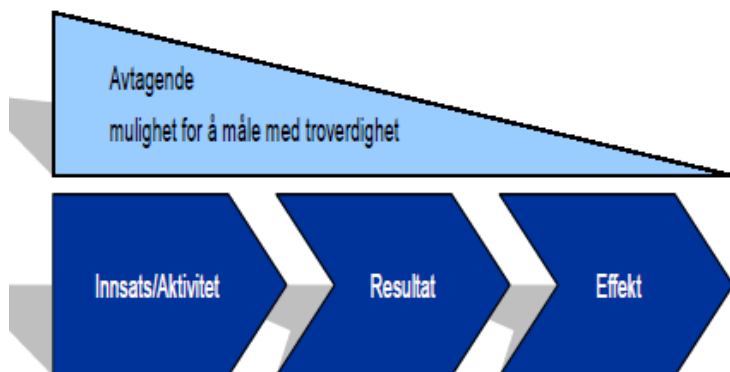 Avtagende
mulighet for å måle med troverdighet
Innsats/Aktivitet
Resultat
Effekt